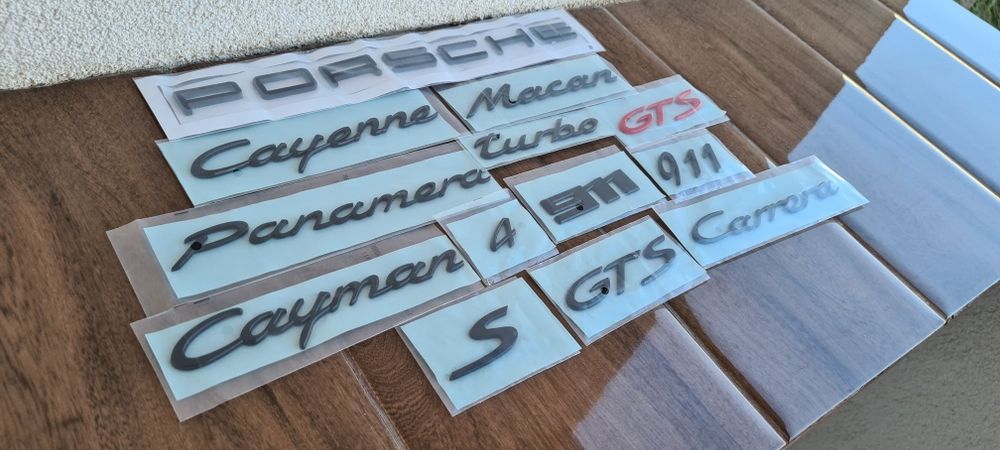 PORSCHE
Cayenne Macan
turbo GTS
Panamera 911 911
Cayman 4 Carrera
S GTS